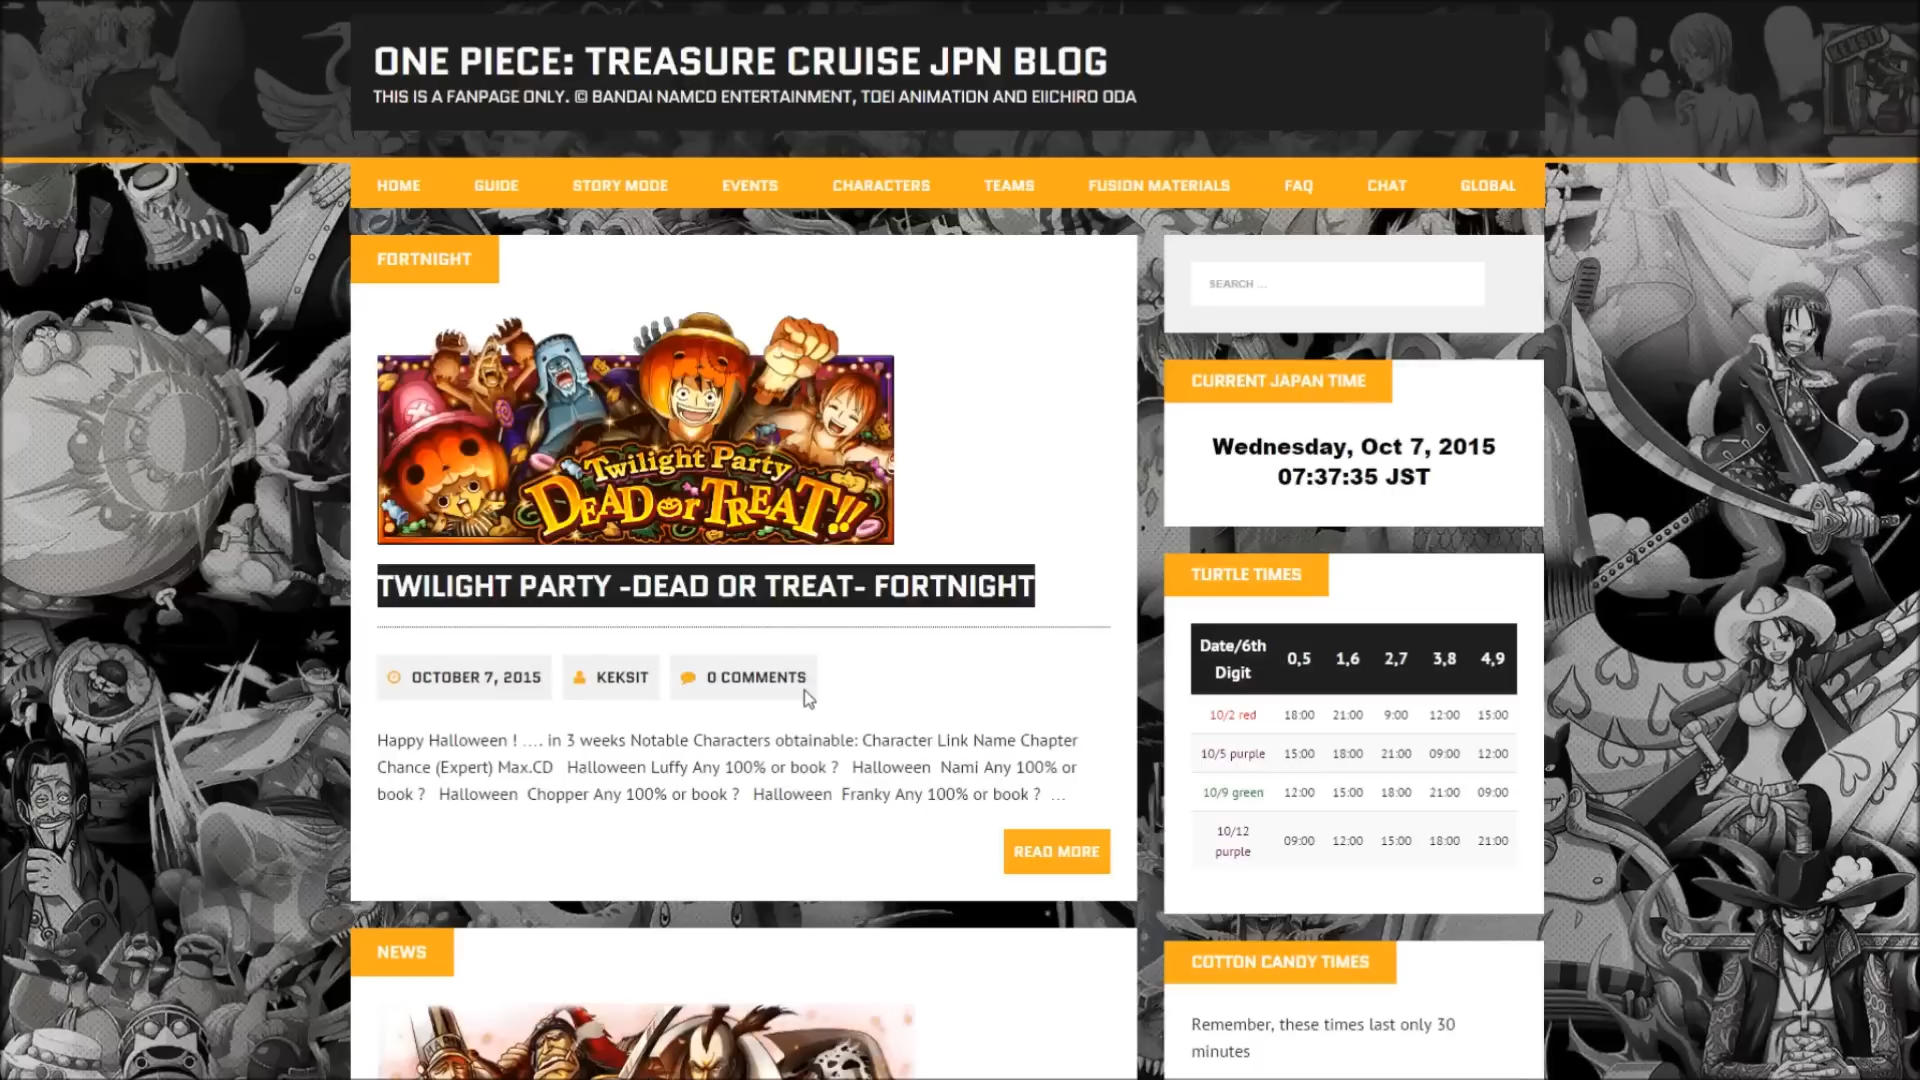 ONE PIECE: TREASURE CRUISE JPN BLOG
THIS IS A FANPAGE ONLY. © BANDAI NAMCO ENTERTAINMENT, TOEI ANIMATION AND EIICHIRO ODA
HOME GUIDE STORY MODE EVENTS CHARACTERS TEAMS FUSION MATERIALS FAQ CHAT GLOBAL
FORTNIGHT
Twilight Party
DEAD or TREAT!!
TWILIGHT PARTY -DEAD OR TREAT- FORTNIGHT
OCTOBER 7, 2015 KEKSIT 0 COMMENTS
Happy Halloween ! …. in 3 weeks Notable Characters obtainable: Character Link Name Chapter
Chance (Expert) Max.CD Halloween Luffy Any 100% or book ? Halloween Nami Any 100% or
book ? Halloween Chopper Any 100% or book ? Halloween Franky Any 100% or book ? …
READ MORE
NEWS
SEARCH …
CURRENT JAPAN TIME
Wednesday, Oct 7, 2015
07:37:35 JST
TURTLE TIMES
Date/6th Digit 0,5 1,6 2,7 3,8 4,9
10/2 red 18:00 21:00 9:00 12:00 15:00
10/5 purple 15:00 18:00 21:00 09:00 12:00
10/9 green 12:00 15:00 18:00 21:00 09:00
10/12 purple 09:00 12:00 15:00 18:00 21:00
COTTON CANDY TIMES
Remember, these times last only 30
minutes